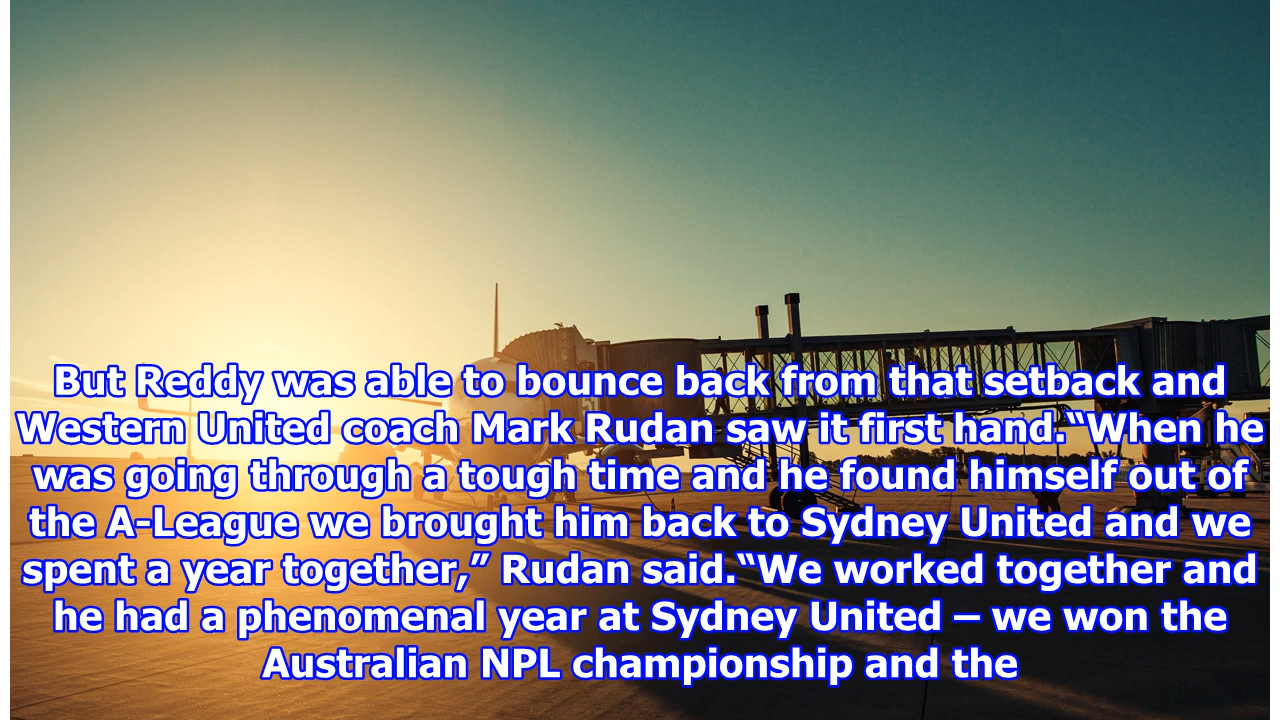 But Reddy was able to bounce back from that setback and
Western United coach Mark Rudan saw it first hand.“When he
was going through a tough time and he found himself out of
the A-League we brought him back to Sydney United and we
spent a year together,” Rudan said.“We worked together and
he had a phenomenal year at Sydney United – we won the
Australian NPL championship and the